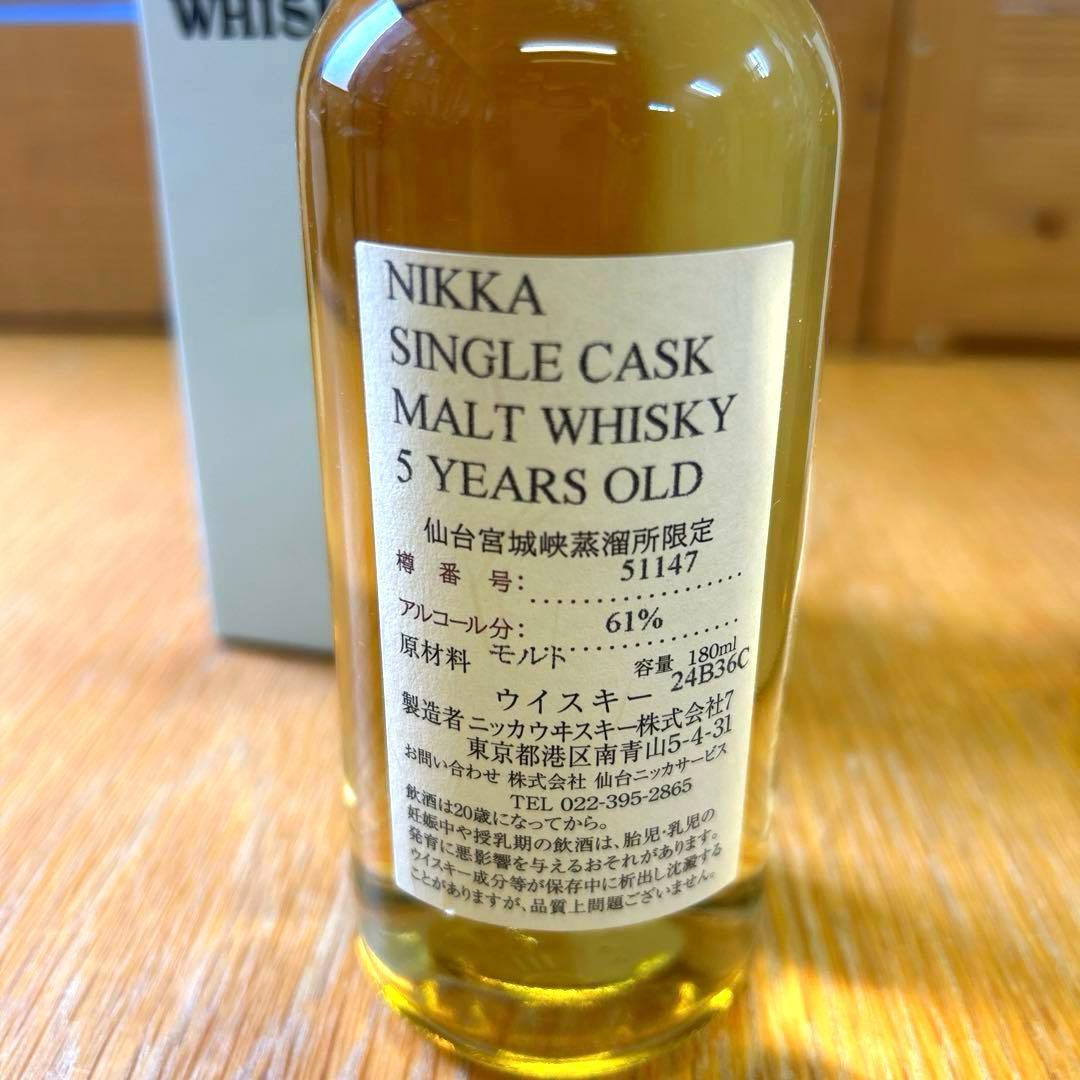 WHIS
NIKKA
SINGLE CASK
MALT WHISKY
5 YEARS OLD
仙台宮城峡蒸溜所限定
樽番号: 51147
アルコール分: 61%
原材料 モルト 容量 180ml
ウイスキー 24B36C
製造者 ニッカウヰスキー株式会社7
東京都港区南青山5-4-31
お問い合わせ 株式会社 仙台ニッカサービス
TEL 022-395-2865
飲酒は20歳になってから。
妊娠中や授乳期の飲酒は、胎児・乳児の
発育に悪影響を与えるおそれがあります。
ウイスキー成分等が保存中に析出し沈澱する
ことがありますが、品質上問題ございません。